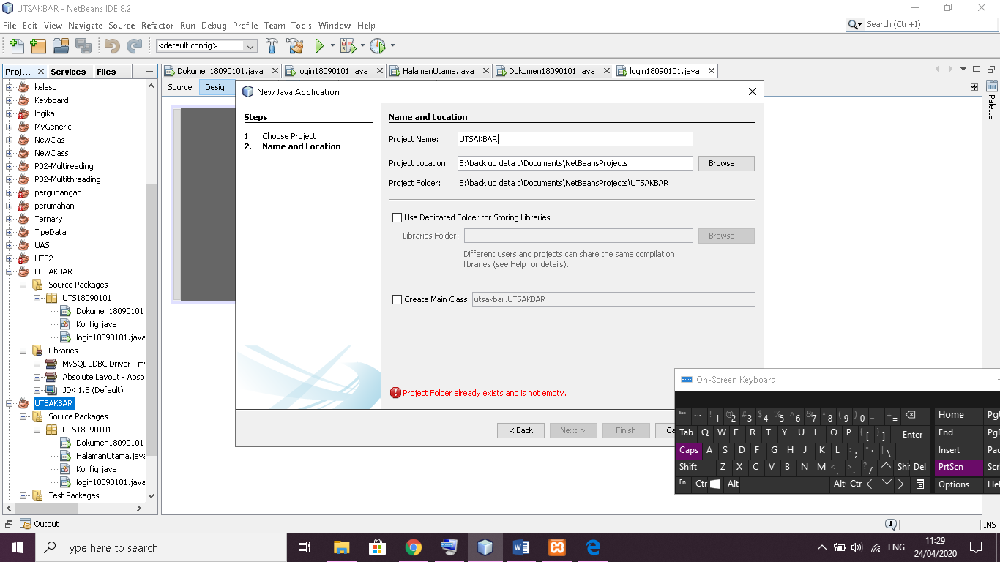 UTSAKBAR - NetBeans IDE 8.2
File Edit View Navigate Source Refactor Run Debug Profile Team Tools Window Help
Search (Ctrl+I)
<default config>
Proj... Services Files
Dokumen18090101.java login18090101.java HalamanUtama.java Dokumen18090101.java login18090101.java
Source Design
Palette
kelasc
Keyboard
logika
MyGeneric
NewClas
NewClass
P02-Multireading
P02-Multithreading
pergudangan
perumahan
Ternary
TipeData
UAS
UTS2
UTSAKBAR
Source Packages
UTS18090101
Dokumen18090101
Konfig.java
login18090101.java
Libraries
MySQL JDBC Driver - my
Absolute Layout - Abso
JDK 1.8 (Default)
UTSAKBAR
Source Packages
UTS18090101
Dokumen18090101
HalamanUtama.java
Konfig.java
login18090101.java
Test Packages
New Java Application
Steps
1. Choose Project
2. Name and Location
Name and Location
Project Name: UTSAKBAR
Project Location: E:\back up data c\Documents\NetBeansProjects Browse...
Project Folder: E:\back up data c\Documents\NetBeansProjects\UTSAKBAR
Use Dedicated Folder for Storing Libraries
Libraries Folder: Browse...
Different users and projects can share the same compilation
libraries (see Help for details).
Create Main Class utsakbar.UTSAKBAR
Project Folder already exists and is not empty.
< Back Next > Finish Ca
On-Screen Keyboard
Esc ~` !1 @2 #3 $4 %5 ^6 &7 *8 (9 )0 _- += Home PgU
Tab Q W E R T Y U I O P {[ }] Enter End PgD
Caps A S D F G H J K L :; "' |\ Insert Pau
Shift Z X C V B N M <, >. ?/ Shi Del PrtScn Scr
Fn Ctr Alt Alt Ctr Options Hel
Output
1 INS
Type here to search
ENG
11:29
24/04/2020